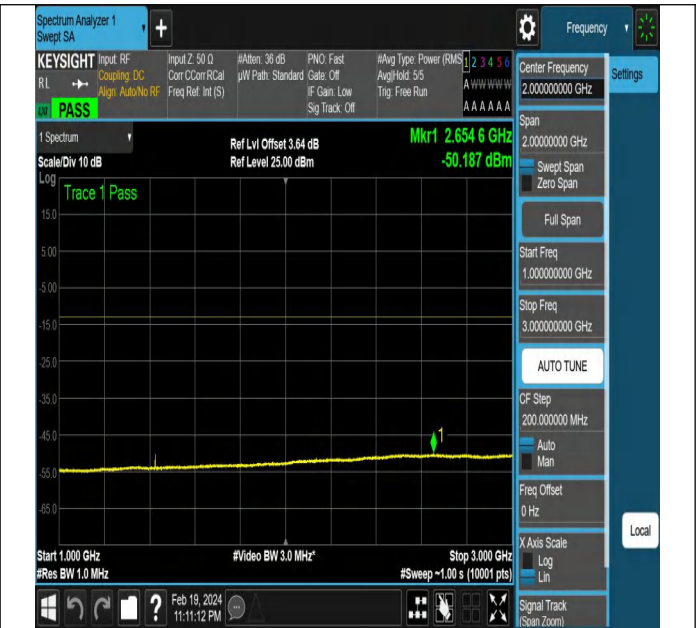 Spectrum Analyzer 1
Swept SA
+
Frequency
KEYSIGHT
Input: RF
Coupling: DC
Align: Auto/No RF
Input Z: 50 Ω
Corr CCorr RCal
Freq Ref: Int (S)
#Atten: 36 dB
µW Path: Standard
PNO: Fast
Gate: Off
IF Gain: Low
Sig Track: Off
#Avg Type: Power (RMS
Avg|Hold: 5/5
Trig: Free Run
1 2 3 4 5 6
A W W W W W
A A A A A A
R L
LXI
PASS
1 Spectrum
Scale/Div 10 dB
Ref Lvl Offset 3.64 dB
Ref Level 25.00 dBm
Mkr1 2.654 6 GHz
-50.187 dBm
Log
Trace 1 Pass
15.0
5.00
-5.00
-15.0
-25.0
-35.0
-45.0
-55.0
-65.0
1
Start 1.000 GHz
#Res BW 1.0 MHz
#Video BW 3.0 MHz*
Stop 3.000 GHz
#Sweep ~1.00 s (10001 pts)
?
Feb 19, 2024
11:11:12 PM
Center Frequency
2.000000000 GHz
Settings
Span
2.00000000 GHz
Swept Span
Zero Span
Full Span
Start Freq
1.000000000 GHz
Stop Freq
3.000000000 GHz
AUTO TUNE
CF Step
200.000000 MHz
Auto
Man
Freq Offset
0 Hz
Local
X Axis Scale
Log
Lin
Signal Track
(Span Zoom)